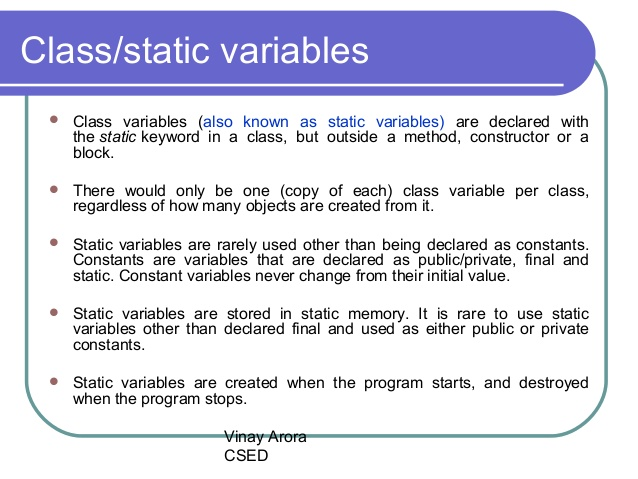 Class/static variables
Class variables (also known as static variables) are declared with
the static keyword in a class, but outside a method, constructor or a
block.
There would only be one (copy of each) class variable per class,
regardless of how many objects are created from it.
Static variables are rarely used other than being declared as constants.
Constants are variables that are declared as public/private, final and
static. Constant variables never change from their initial value.
Static variables are stored in static memory. It is rare to use static
variables other than declared final and used as either public or private
constants.
Static variables are created when the program starts, and destroyed
when the program stops.
Vinay Arora
CSED